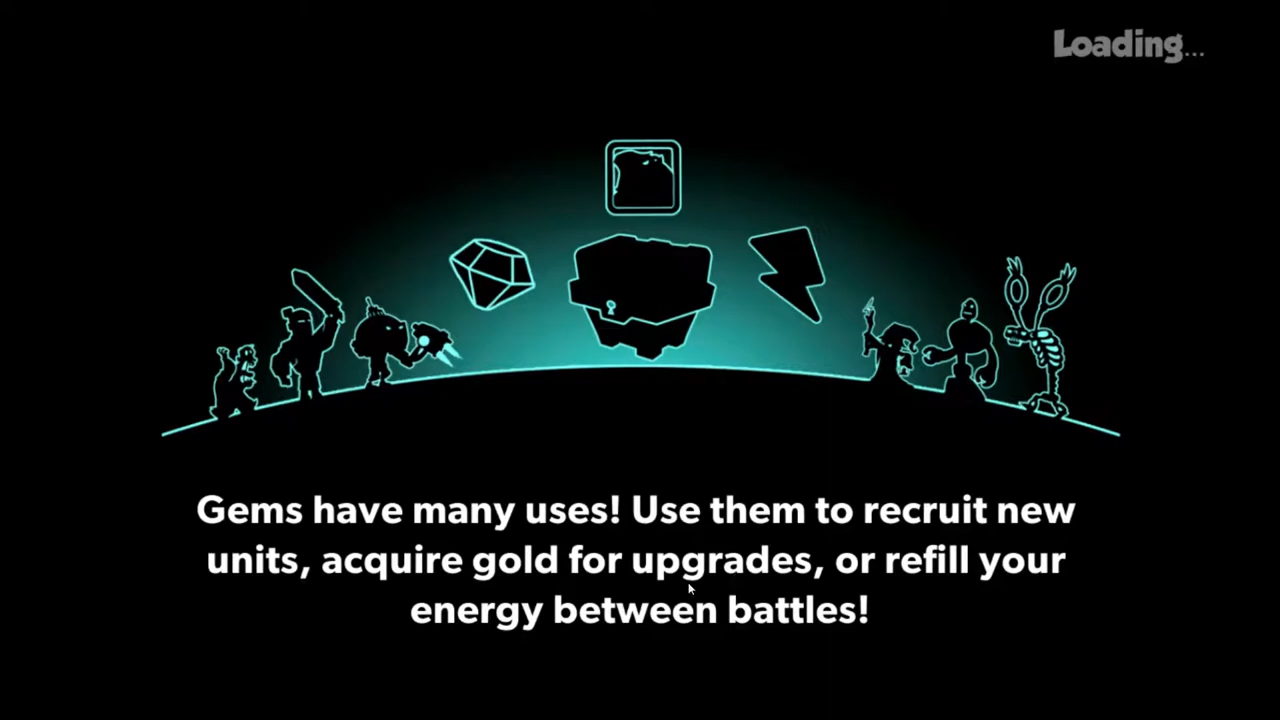 Loading...
Gems have many uses! Use them to recruit new
units, acquire gold for upgrades, or refill your
energy between battles!